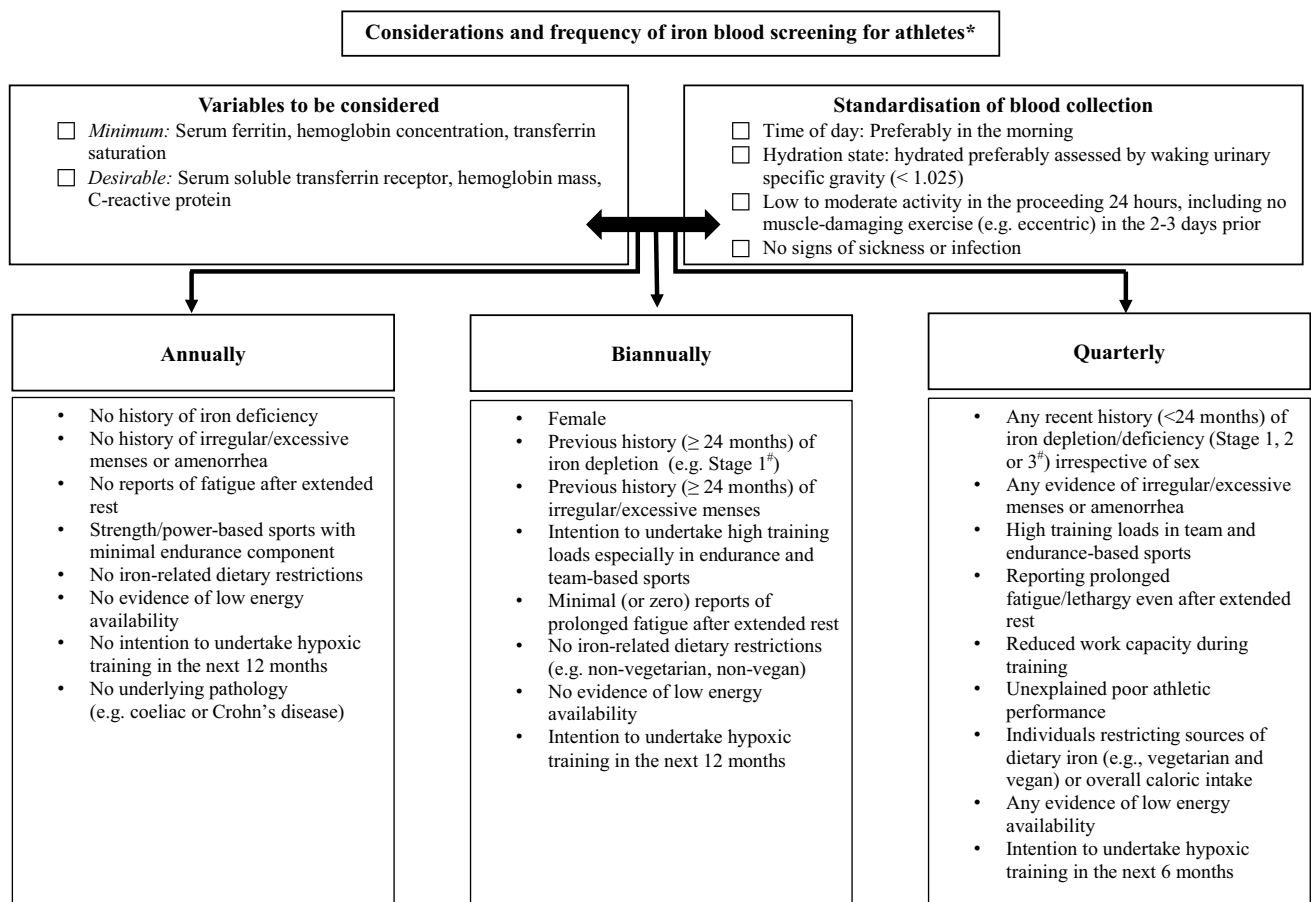 Considerations and frequency of iron blood screening for athletes*
Variables to be considered
☐ Minimum: Serum ferritin, hemoglobin concentration, transferrin
saturation
☐ Desirable: Serum soluble transferrin receptor, hemoglobin mass,
C-reactive protein
Standardisation of blood collection
☐ Time of day: Preferably in the morning
☐ Hydration state: hydrated preferably assessed by waking urinary
specific gravity (< 1.025)
☐ Low to moderate activity in the proceeding 24 hours, including no
muscle-damaging exercise (e.g. eccentric) in the 2-3 days prior
☐ No signs of sickness or infection
Annually
• No history of iron deficiency
• No history of irregular/excessive
menses or amenorrhea
• No reports of fatigue after extended
rest
• Strength/power-based sports with
minimal endurance component
• No iron-related dietary restrictions
• No evidence of low energy
availability
• No intention to undertake hypoxic
training in the next 12 months
• No underlying pathology
(e.g. coeliac or Crohn's disease)
Biannually
• Female
• Previous history (≥ 24 months) of
iron depletion (e.g. Stage 1#)
• Previous history (≥ 24 months) of
irregular/excessive menses
• Intention to undertake high training
loads especially in endurance and
team-based sports
• Minimal (or zero) reports of
prolonged fatigue after extended rest
• No iron-related dietary restrictions
(e.g. non-vegetarian, non-vegan)
• No evidence of low energy
availability
• Intention to undertake hypoxic
training in the next 12 months
Quarterly
• Any recent history (<24 months) of
iron depletion/deficiency (Stage 1, 2
or 3#) irrespective of sex
• Any evidence of irregular/excessive
menses or amenorrhea
• High training loads in team and
endurance-based sports
• Reporting prolonged
fatigue/lethargy even after extended
rest
• Reduced work capacity during
training
• Unexplained poor athletic
performance
• Individuals restricting sources of
dietary iron (e.g., vegetarian and
vegan) or overall caloric intake
• Any evidence of low energy
availability
• Intention to undertake hypoxic
training in the next 6 months